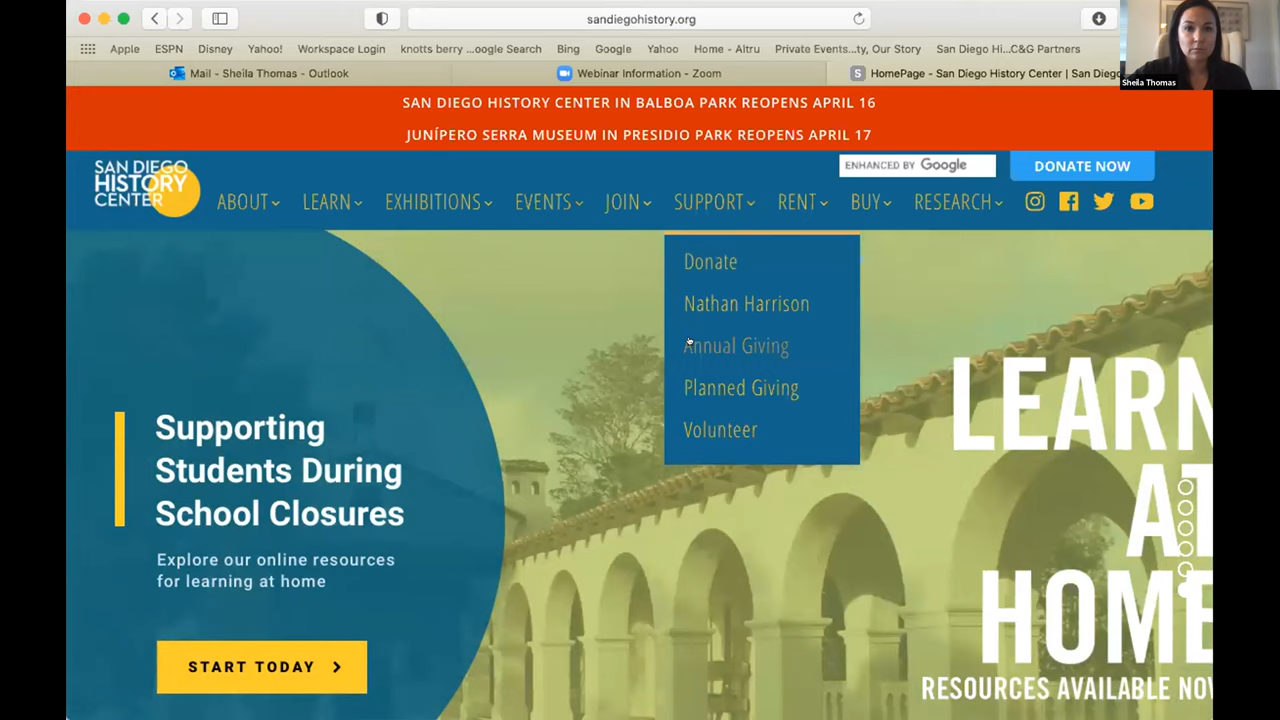 sandiegohistory.org
Apple ESPN Disney Yahoo! Workspace Login knotts berry ...oogle Search Bing Google Yahoo Home - Altru Private Events...ty, Our Story San Diego Hi...C&G Partners
Mail - Sheila Thomas - Outlook
Webinar Information - Zoom
S HomePage - San Diego History Center | San Diego
Sheila Thomas
SAN DIEGO HISTORY CENTER IN BALBOA PARK REOPENS APRIL 16
JUNÍPERO SERRA MUSEUM IN PRESIDIO PARK REOPENS APRIL 17
SAN DIEGO
HISTORY
CENTER
ENHANCED BY Google
DONATE NOW
ABOUT LEARN EXHIBITIONS EVENTS JOIN SUPPORT RENT BUY RESEARCH
Donate
Nathan Harrison
Annual Giving
Planned Giving
Volunteer
Supporting
Students During
School Closures
Explore our online resources
for learning at home
START TODAY
LEARN
AT
HOME
RESOURCES AVAILABLE NOW